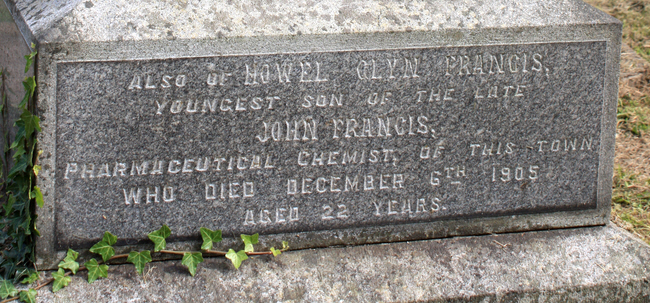 ALSO OF HOWEL GLYN FRANCIS,
YOUNGEST SON OF THE LATE
JOHN FRANCIS,
PHARMACEUTICAL CHEMIST, OF THIS TOWN
WHO DIED DECEMBER 6TH 1905
AGED 22 YEARS.